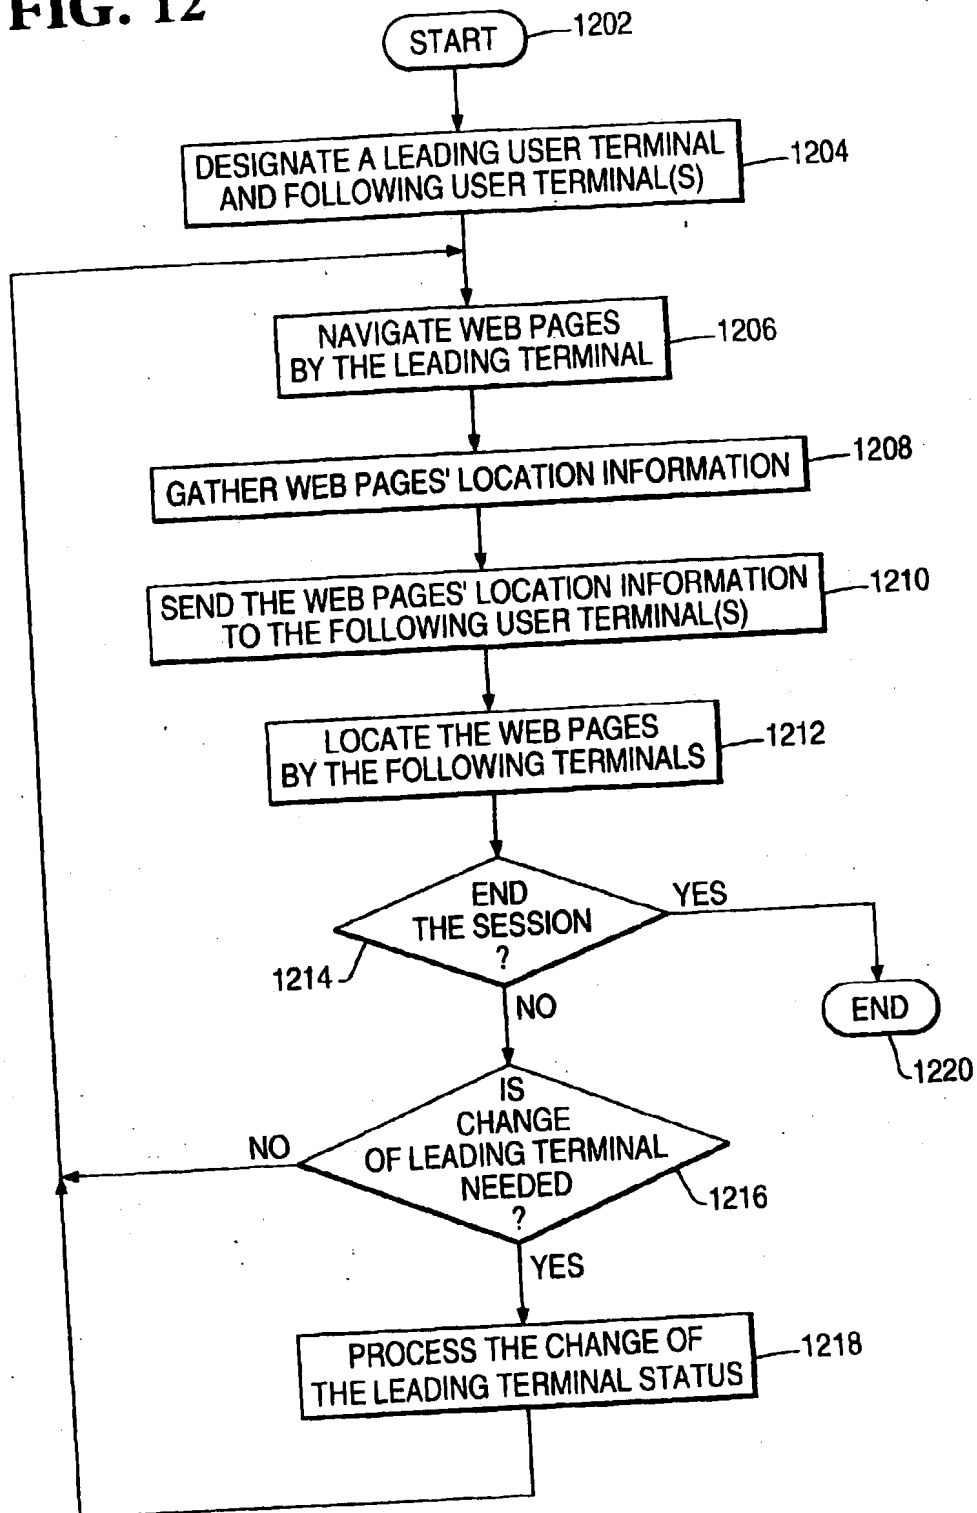 FIG. 12
START
1202
DESIGNATE A LEADING USER TERMINAL
AND FOLLOWING USER TERMINAL(S)
1204
NAVIGATE WEB PAGES
BY THE LEADING TERMINAL
1206
GATHER WEB PAGES' LOCATION INFORMATION
1208
SEND THE WEB PAGES' LOCATION INFORMATION
TO THE FOLLOWING USER TERMINAL(S)
1210
LOCATE THE WEB PAGES
BY THE FOLLOWING TERMINALS
1212
END
THE SESSION
?
YES
1214
NO
END
1220
IS
CHANGE
OF LEADING TERMINAL
NEEDED
?
NO
1216
YES
PROCESS THE CHANGE OF
THE LEADING TERMINAL STATUS
1218